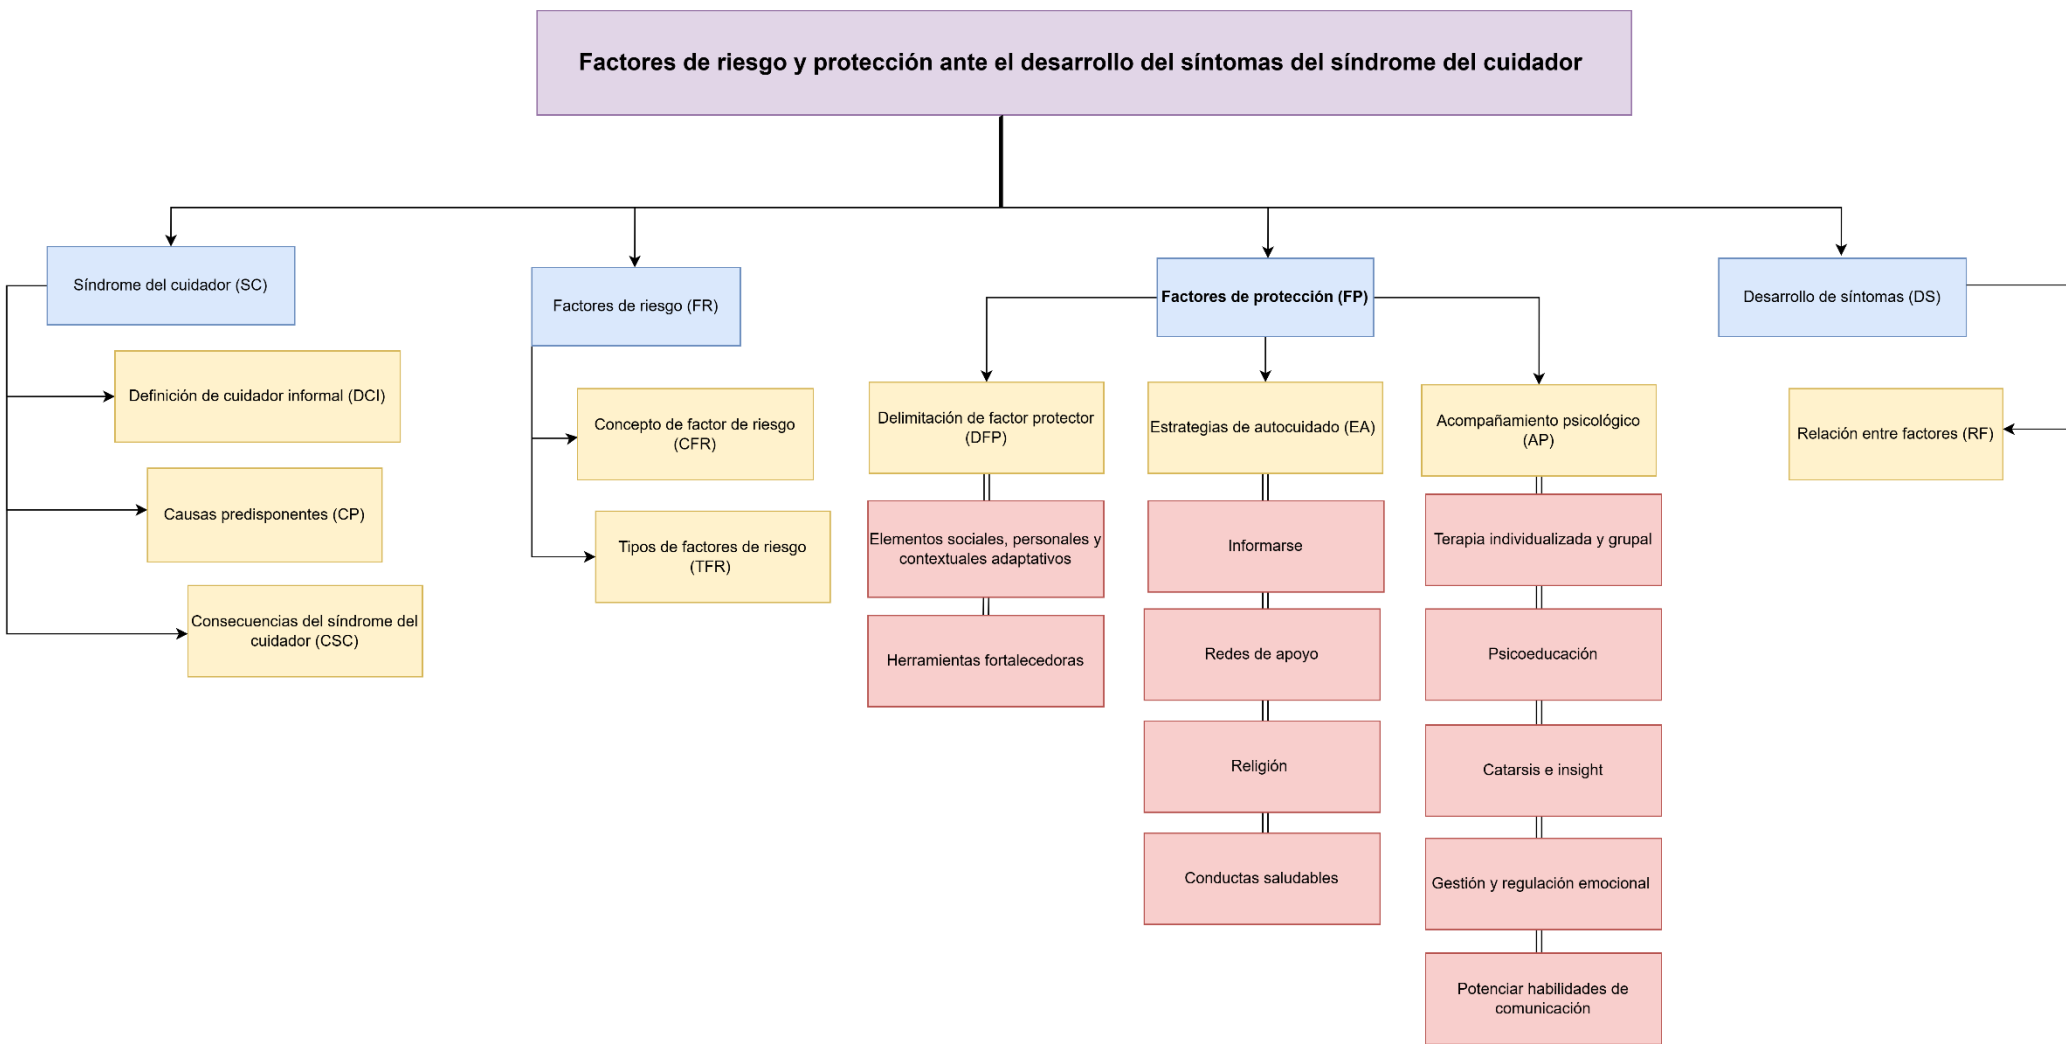 Factores de riesgo y protección ante el desarrollo del síntomas del síndrome del cuidador
Síndrome del cuidador (SC)
Definición de cuidador informal (DCI)
Causas predisponentes (CP)
Consecuencias del síndrome del
cuidador (CSC)
Factores de riesgo (FR)
Concepto de factor de riesgo
(CFR)
Tipos de factores de riesgo
(TFR)
Factores de protección (FP)
Delimitación de factor protector
(DFP)
Elementos sociales, personales y
contextuales adaptativos
Herramientas fortalecedoras
Estrategias de autocuidado (EA)
Informarse
Redes de apoyo
Religión
Conductas saludables
Acompañamiento psicológico
(AP)
Terapia individualizada y grupal
Psicoeducación
Catarsis e insight
Gestión y regulación emocional
Potenciar habilidades de
comunicación
Desarrollo de síntomas (DS)
Relación entre factores (RF)